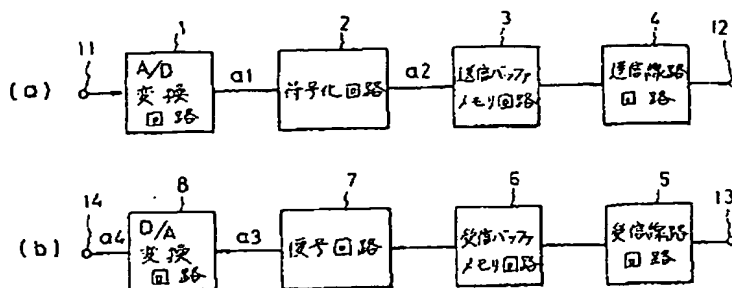 1
2
3
4
(a)
11
A/D
変換
回路
a1
符号化回路
a2
送信バッファ
メモリ回路
送信線路
回路
12
8
7
6
5
(b)
14
a4
D/A
変換
回路
a3
復号回路
受信バッファ
メモリ回路
受信線路
回路
13